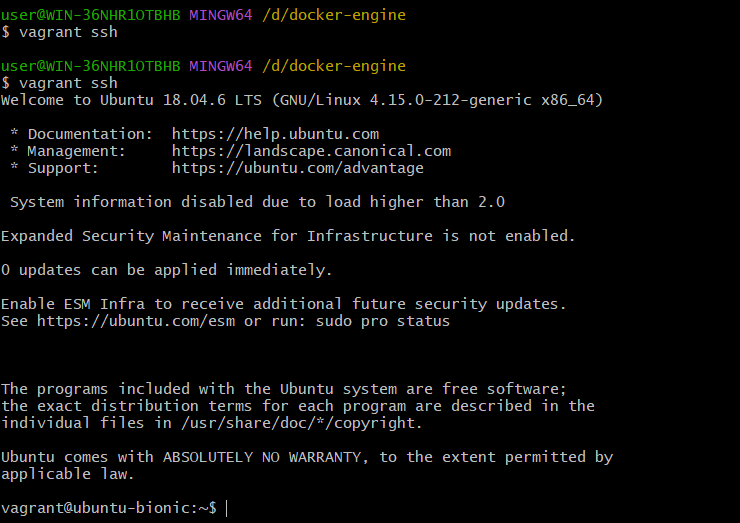 user@WIN-36NHR1OTBHB MINGW64 /d/docker-engine
$ vagrant ssh
user@WIN-36NHR1OTBHB MINGW64 /d/docker-engine
$ vagrant ssh
Welcome to Ubuntu 18.04.6 LTS (GNU/Linux 4.15.0-212-generic x86_64)
* Documentation:  https://help.ubuntu.com
* Management:     https://landscape.canonical.com
* Support:        https://ubuntu.com/advantage
System information disabled due to load higher than 2.0
Expanded Security Maintenance for Infrastructure is not enabled.
0 updates can be applied immediately.
Enable ESM Infra to receive additional future security updates.
See https://ubuntu.com/esm or run: sudo pro status
The programs included with the Ubuntu system are free software;
the exact distribution terms for each program are described in the
individual files in /usr/share/doc/*/copyright.
Ubuntu comes with ABSOLUTELY NO WARRANTY, to the extent permitted by
applicable law.
vagrant@ubuntu-bionic:~$